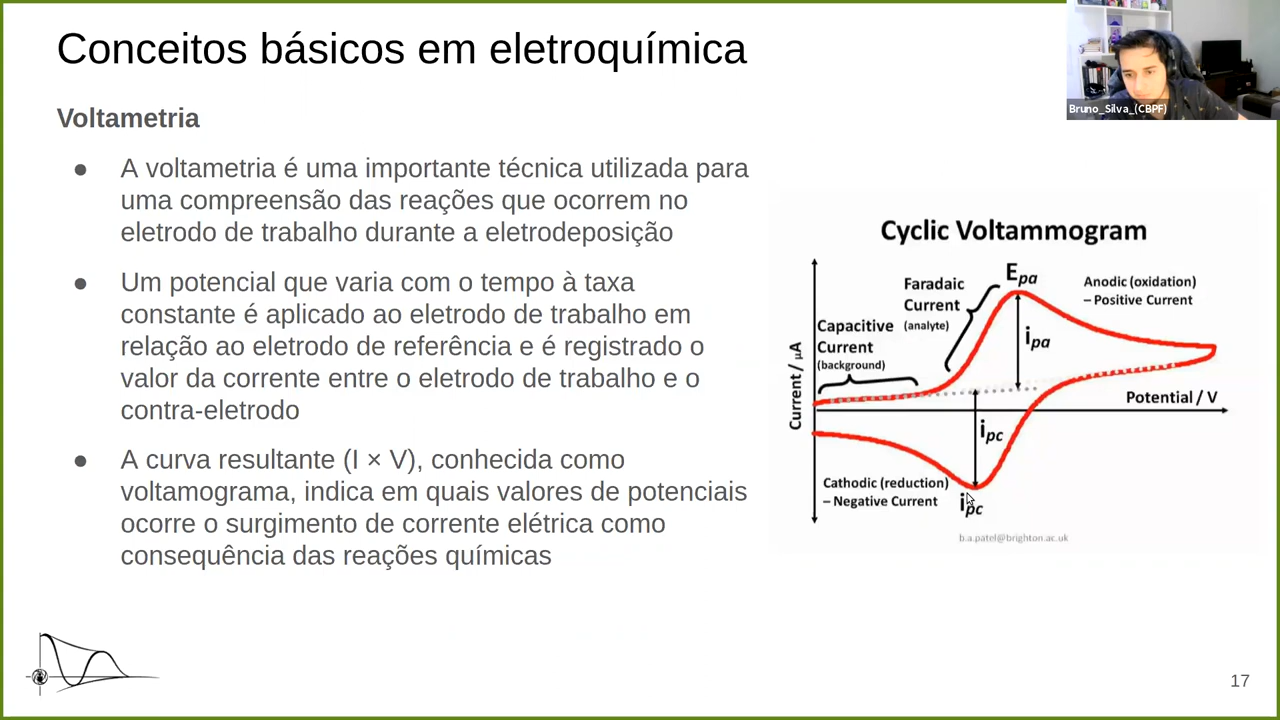 Conceitos básicos em eletroquímica
Bruno_Silva_(CBPF)
Voltametria
● A voltametria é uma importante técnica utilizada para
uma compreensão das reações que ocorrem no
eletrodo de trabalho durante a eletrodeposição
● Um potencial que varia com o tempo à taxa
constante é aplicado ao eletrodo de trabalho em
relação ao eletrodo de referência e é registrado o
valor da corrente entre o eletrodo de trabalho e o
contra-eletrodo
● A curva resultante (I × V), conhecida como
voltamograma, indica em quais valores de potenciais
ocorre o surgimento de corrente elétrica como
consequência das reações químicas
Cyclic Voltammogram
Epa
Faradaic
Current
(analyte)
Anodic (oxidation)
– Positive Current
Capacitive
Current
(background)
ipa
Current / µA
Potential / V
ipc
Cathodic (reduction)
– Negative Current
ipc
b.a.patel@brighton.ac.uk
17